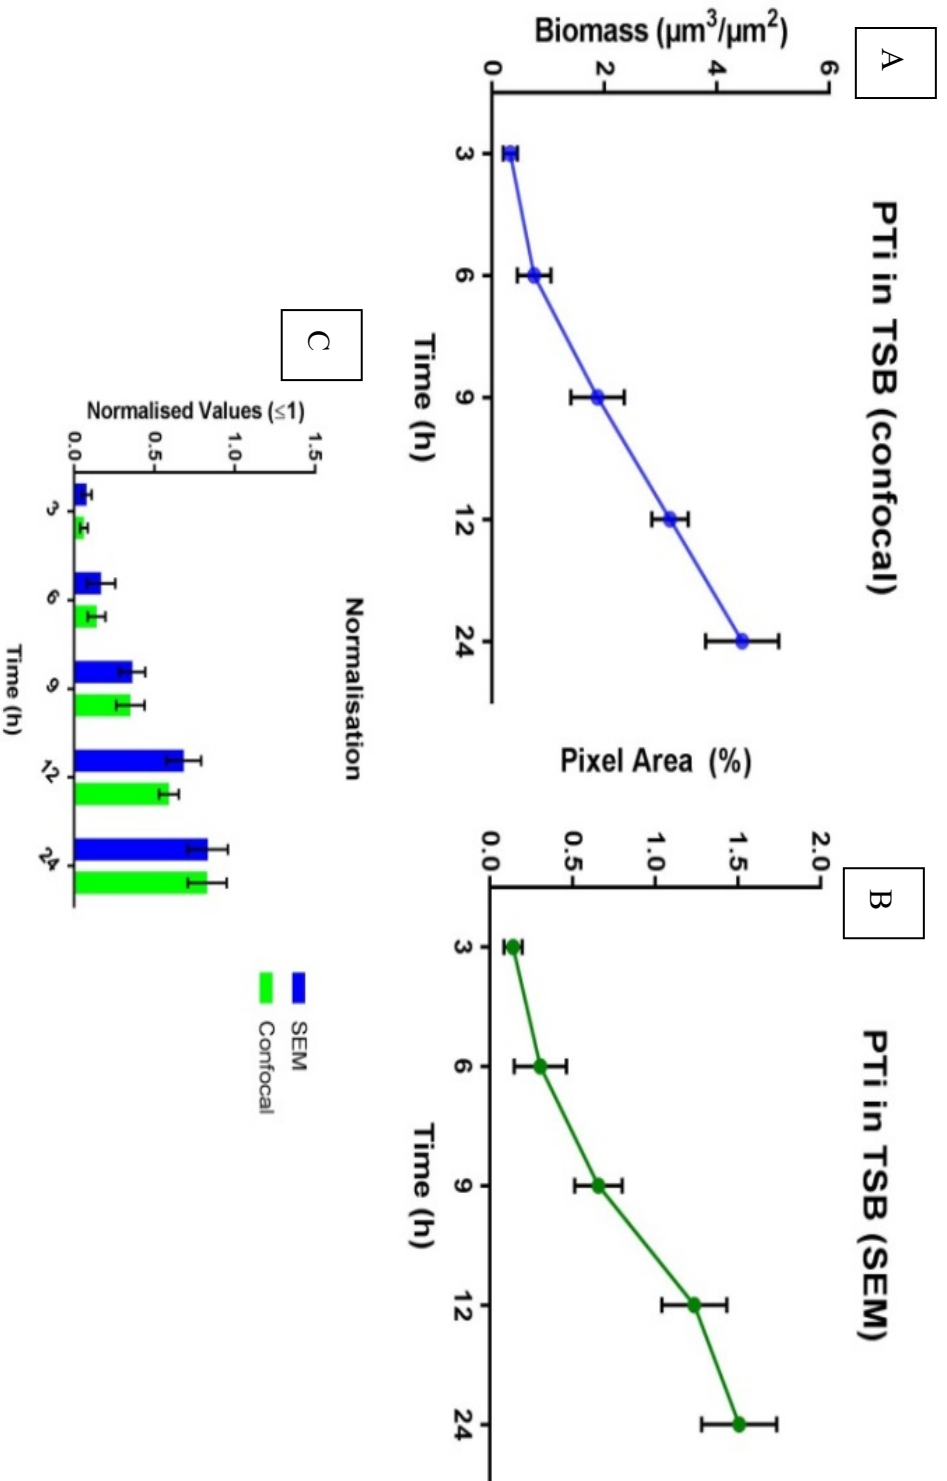 A
PTi in TSB (confocal)
Biomass (µm³/µm²)
6
4
2
0
3 6 9 12 24
Time (h)
B
PTi in TSB (SEM)
Pixel Area (%)
2.0
1.5
1.0
0.5
0.0
3 6 9 12 24
Time (h)
C
Normalisation
Normalised Values (≤1)
1.5
1.0
0.5
0.0
3 6 9 12 24
Time (h)
SEM
Confocal